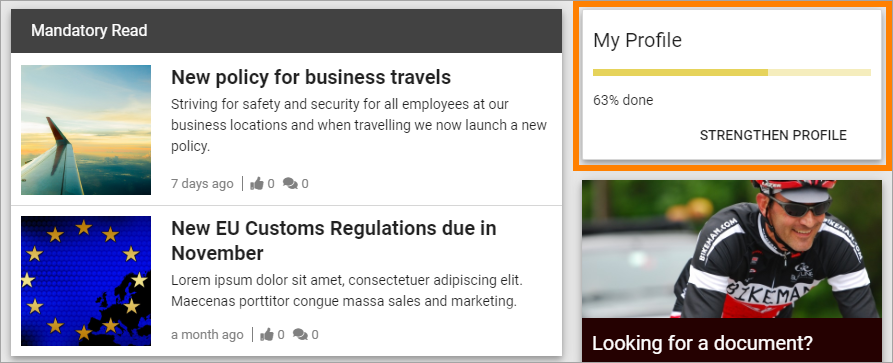 Mandatory Read
New policy for business travels
Striving for safety and security for all employees at our
business locations and when travelling we now launch a new
policy.
7 days ago 0 0
New EU Customs Regulations due in
November
Lorem ipsum dolor sit amet, consectetuer adipiscing elit.
Maecenas porttitor congue massa sales and marketing.
a month ago 0 0
My Profile
63% done
STRENGTHEN PROFILE
BIKEMAN.COM
BIKEMAN
Looking for a document?